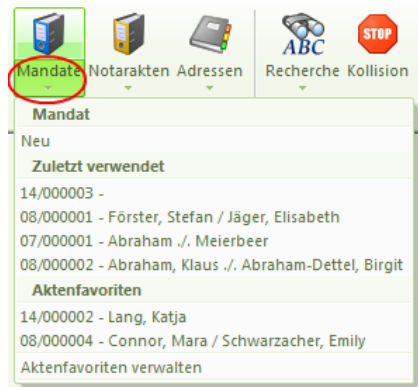 ABC STOP
Mandate Notarakten Adressen Recherche Kollision
Mandat
Neu
Zuletzt verwendet
14/000003 -
08/000001 - Förster, Stefan / Jäger, Elisabeth
07/000001 - Abraham ./. Meierbeer
08/000002 - Abraham, Klaus ./. Abraham-Dettel, Birgit
Aktenfavoriten
14/000002 - Lang, Katja
08/000004 - Connor, Mara / Schwarzacher, Emily
Aktenfavoriten verwalten